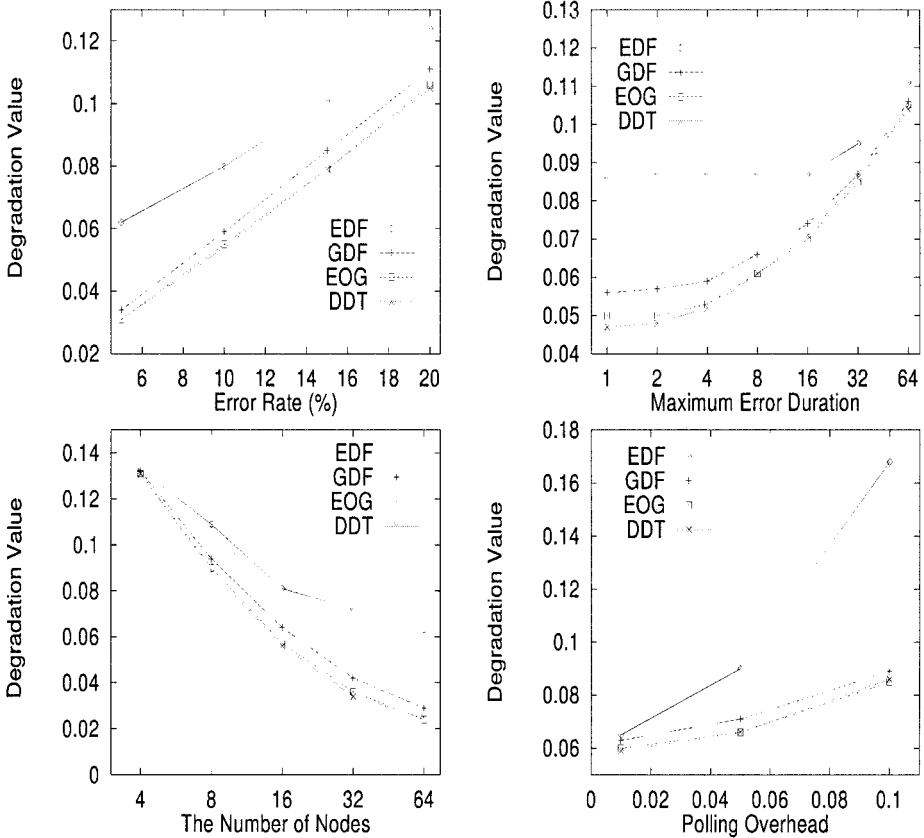 Degradation Value
0.12
0.1
0.08
0.06
0.04
0.02
EDF
GDF
EOG
DDT
6 8 10 12 14 16 18 20
Error Rate (%)
Degradation Value
0.13
0.12
0.11
0.1
0.09
0.08
0.07
0.06
0.05
0.04
EDF
GDF
EOG
DDT
1 2 4 8 16 32 64
Maximum Error Duration
Degradation Value
0.14
0.12
0.1
0.08
0.06
0.04
0.02
0
EDF
GDF
EOG
DDT
4 8 16 32 64
The Number of Nodes
Degradation Value
0.18
0.16
0.14
0.12
0.1
0.08
0.06
EDF
GDF
EOG
DDT
0 0.02 0.04 0.06 0.08 0.1
Polling Overhead